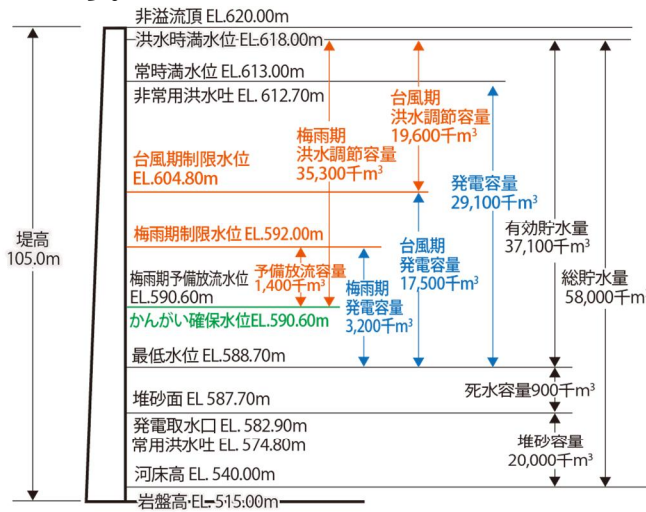 非溢流頂 EL.620.00m
洪水時満水位 EL.618.00m
常時満水位 EL.613.00m
非常用洪水吐 EL. 612.70m
台風期
洪水調節容量
19,600千m³
梅雨期
洪水調節容量
35,300千m³
台風期制限水位
EL.604.80m
発電容量
29,100千m³
有効貯水量
37,100千m³
堤高
105.0m
梅雨期制限水位 EL.592.00m
台風期
発電容量
17,500千m³
総貯水量
58,000千m
梅雨期予備放流水位
EL.590.60m
予備放流容量
1,400千m³
梅雨期
発電容量
3,200千m³
かんがい確保水位EL.590.60m
最低水位 EL.588.70m
死水容量900千m³
堆砂面 EL 587.70m
発電取水口 EL. 582.90m
常用洪水吐 EL. 574.80m
堆砂容量
20,000千m³
河床高 EL. 540.00m
岩盤高 EL. 515.00m